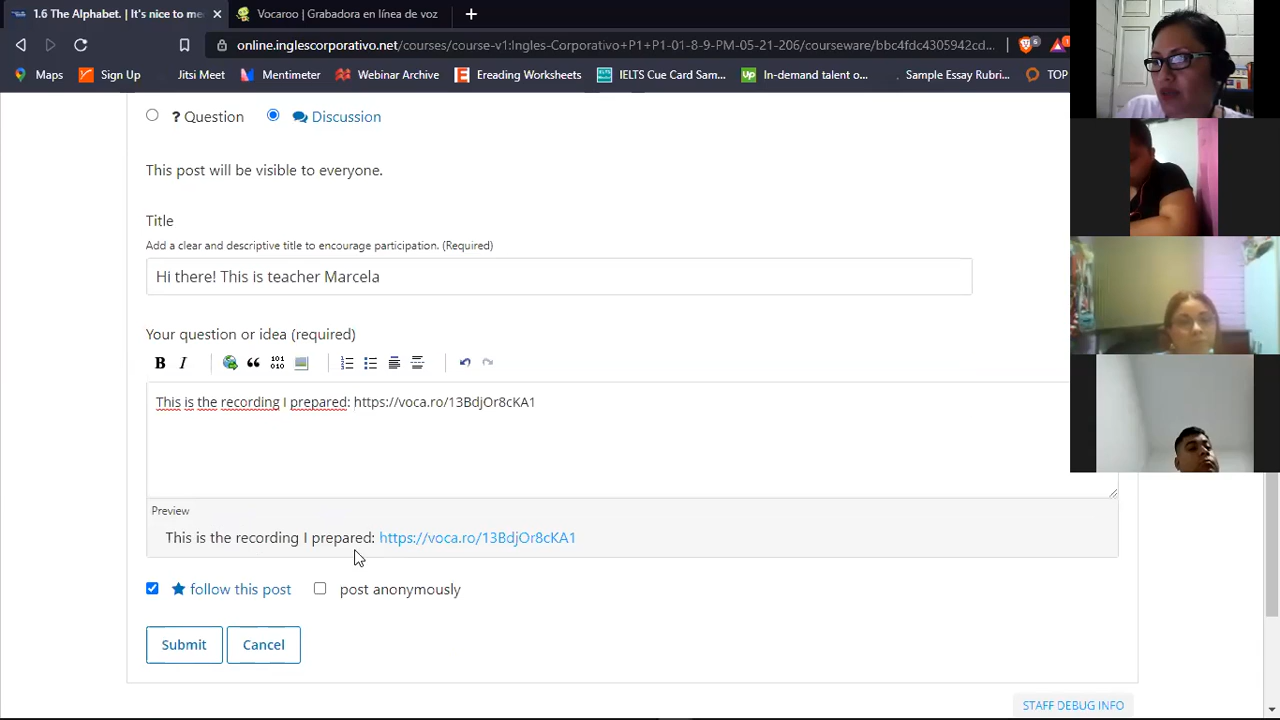 1.6 The Alphabet. | It's nice to me
Vocaroo | Grabadora en línea de voz
online.inglescorporativo.net/courses/course-v1:Ingles-Corporativo+P1+P1-01-8-9-PM-05-21-206/courseware/bbc4fdc4305942cd...
Maps Sign Up Jitsi Meet Mentimeter Webinar Archive Ereading Worksheets IELTS Cue Card Sam... In-demand talent o... Sample Essay Rubri... TOP
? Question Discussion
This post will be visible to everyone.
Title
Add a clear and descriptive title to encourage participation. (Required)
Hi there! This is teacher Marcela
Your question or idea (required)
This is the recording I prepared: https://voca.ro/13BdjOr8cKA1
Preview
This is the recording I prepared: https://voca.ro/13BdjOr8cKA1
follow this post post anonymously
Submit Cancel
STAFF DEBUG INFO